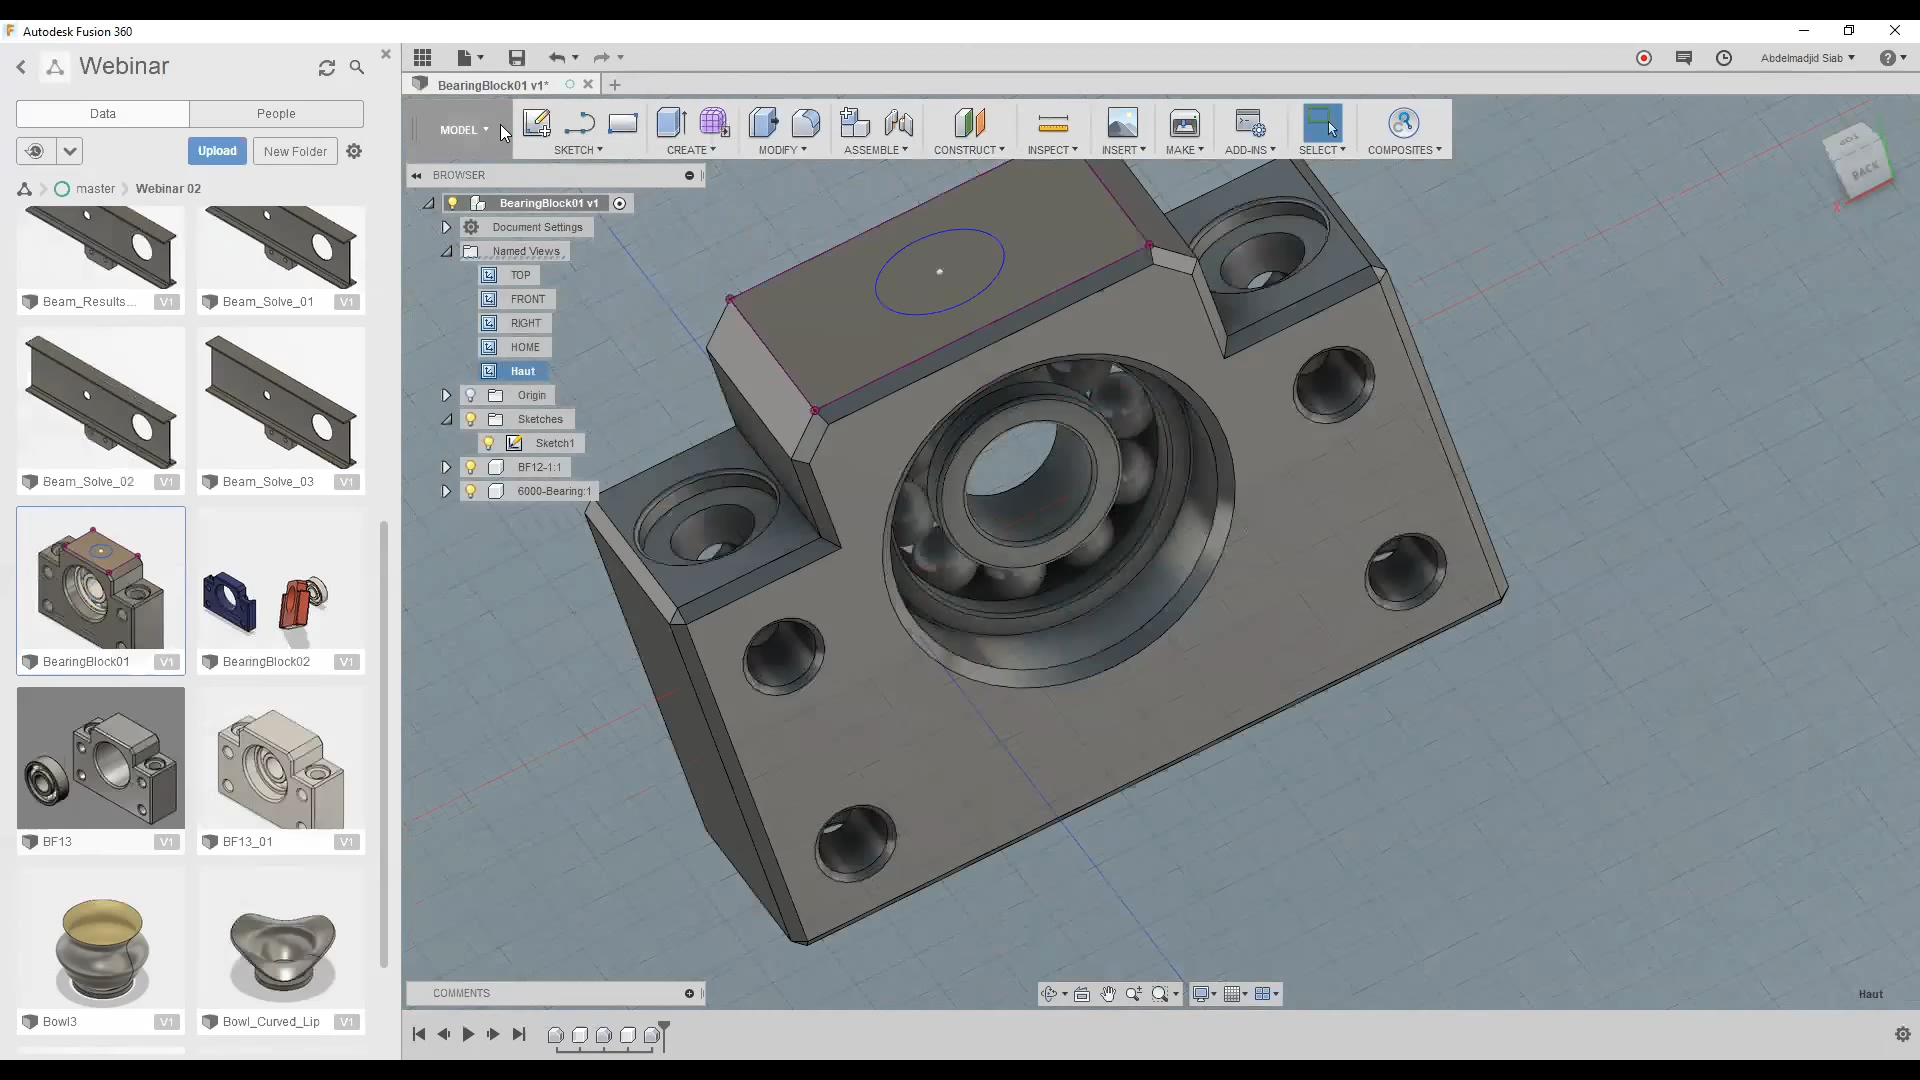 Autodesk Fusion 360
Webinar
Data
People
Upload
New Folder
master
Webinar 02
Beam_Results...
V1
Beam_Solve_01
V1
Beam_Solve_02
V1
Beam_Solve_03
V1
BearingBlock01
V1
BearingBlock02
V1
BF13
V1
BF13_01
V1
Bowl3
V1
Bowl_Curved_Lip
V1
BearingBlock01 v1*
Abdelmadjid Siab
MODEL
SKETCH
CREATE
MODIFY
ASSEMBLE
CONSTRUCT
INSPECT
INSERT
MAKE
ADD-INS
SELECT
COMPOSITES
BROWSER
BearingBlock01 v1
Document Settings
Named Views
TOP
FRONT
RIGHT
HOME
Haut
Origin
Sketches
Sketch1
BF12-1:1
6000-Bearing:1
TOP
BACK
X
COMMENTS
Haut